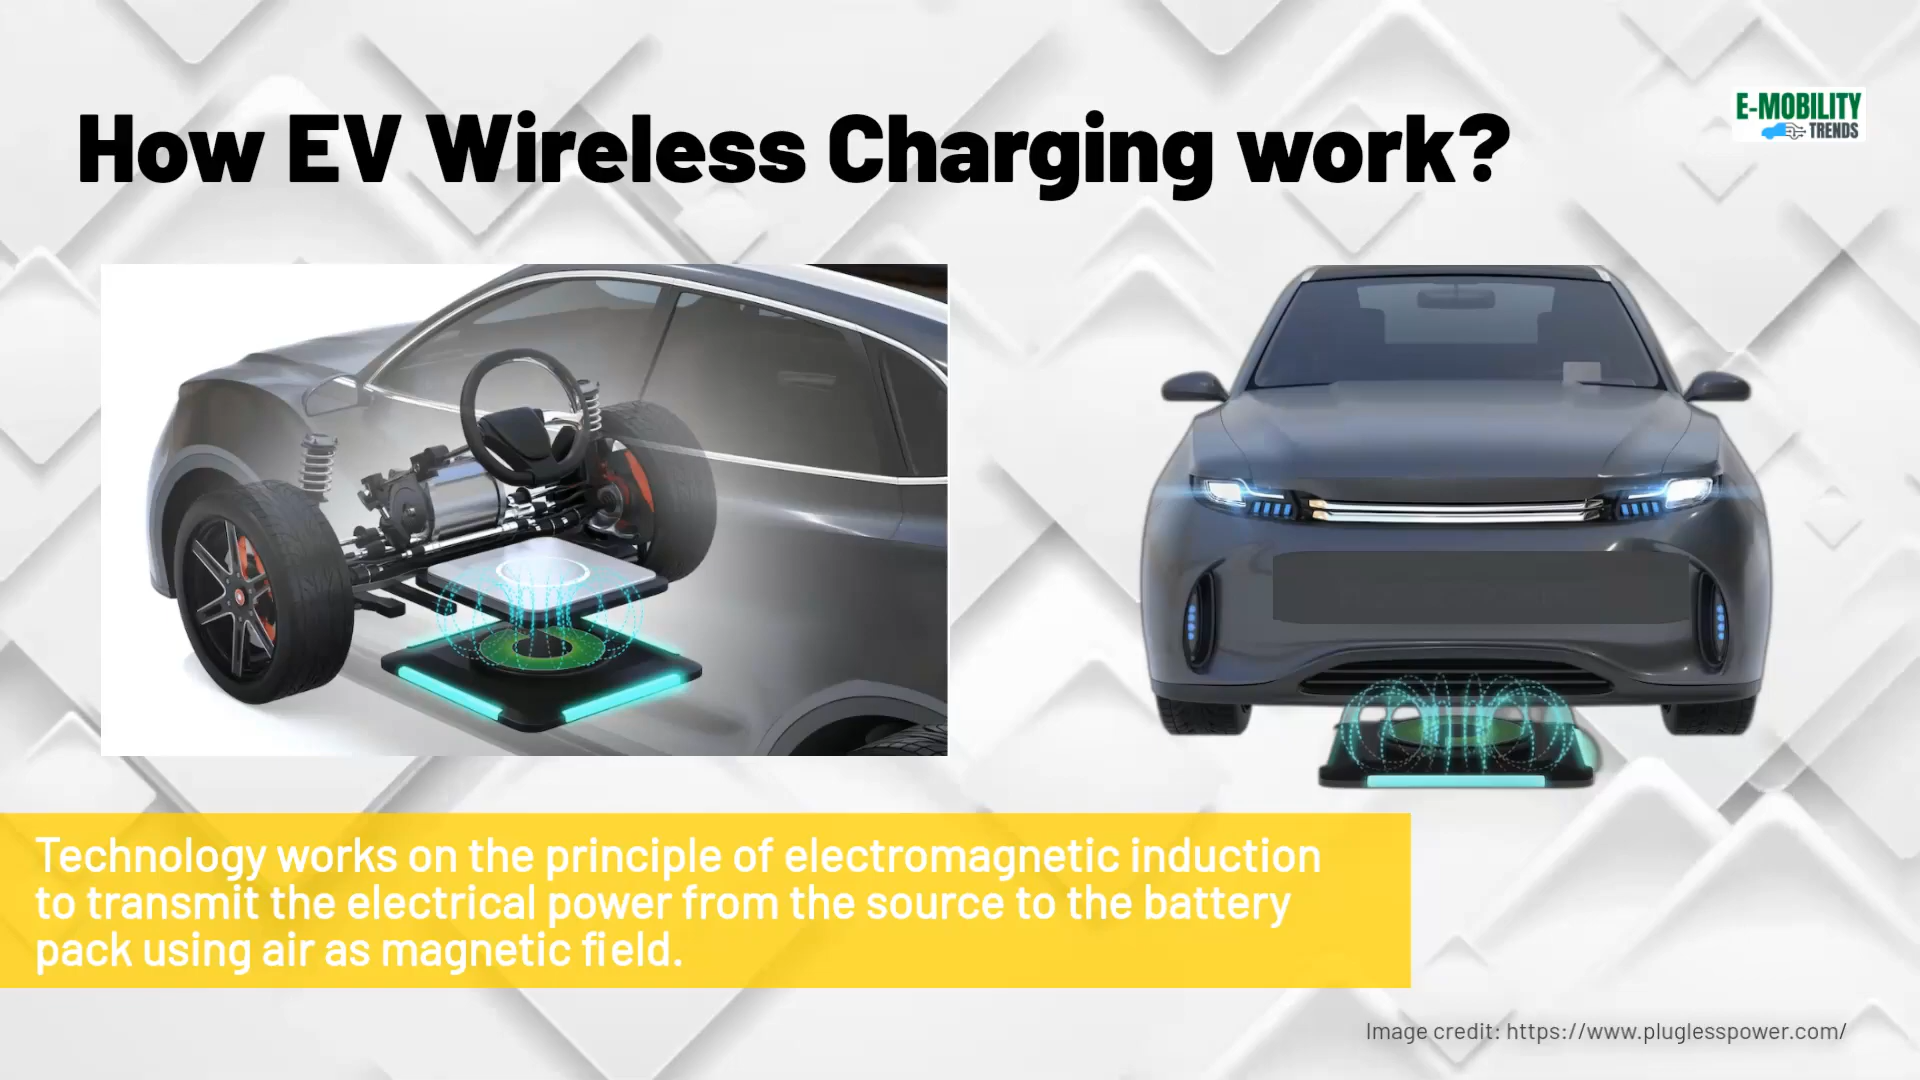 How EV Wireless Charging work?
E-MOBILITY
TRENDS
Technology works on the principle of electromagnetic induction
to transmit the electrical power from the source to the battery
pack using air as magnetic field.
Image credit: https://www.pluglesspower.com/